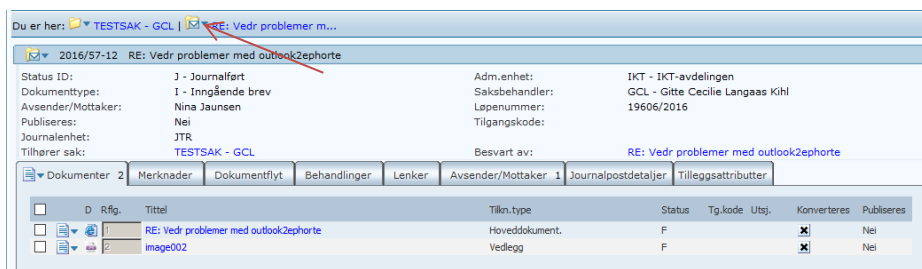 Du er her: TESTSAK - GCL | RE: Vedr problemer m...
2016/57-12 RE: Vedr problemer med outlook2ephorte
Status ID: J - Journalført Adm.enhet: IKT - IKT-avdelingen
Dokumenttype: I - Inngående brev Saksbehandler: GCL - Gitte Cecilie Langaas Kihl
Avsender/Mottaker: Nina Jaunsen Løpenummer: 19606/2016
Publiseres: Nei Tilgangskode:
Journalenhet: JTR
Tilhører sak: TESTSAK - GCL Besvart av: RE: Vedr problemer med outlook2ephorte
Dokumenter 2 Merknader Dokumentflyt Behandlinger Lenker Avsender/Mottaker 1 Journalpostdetaljer Tilleggsattributter
D Rflg. Tittel Tilkn.type Status Tg.kode Utsj. Konverteres Publiseres
1 RE: Vedr problemer med outlook2ephorte Hoveddokument. F Nei
2 image002 Vedlegg F Nei